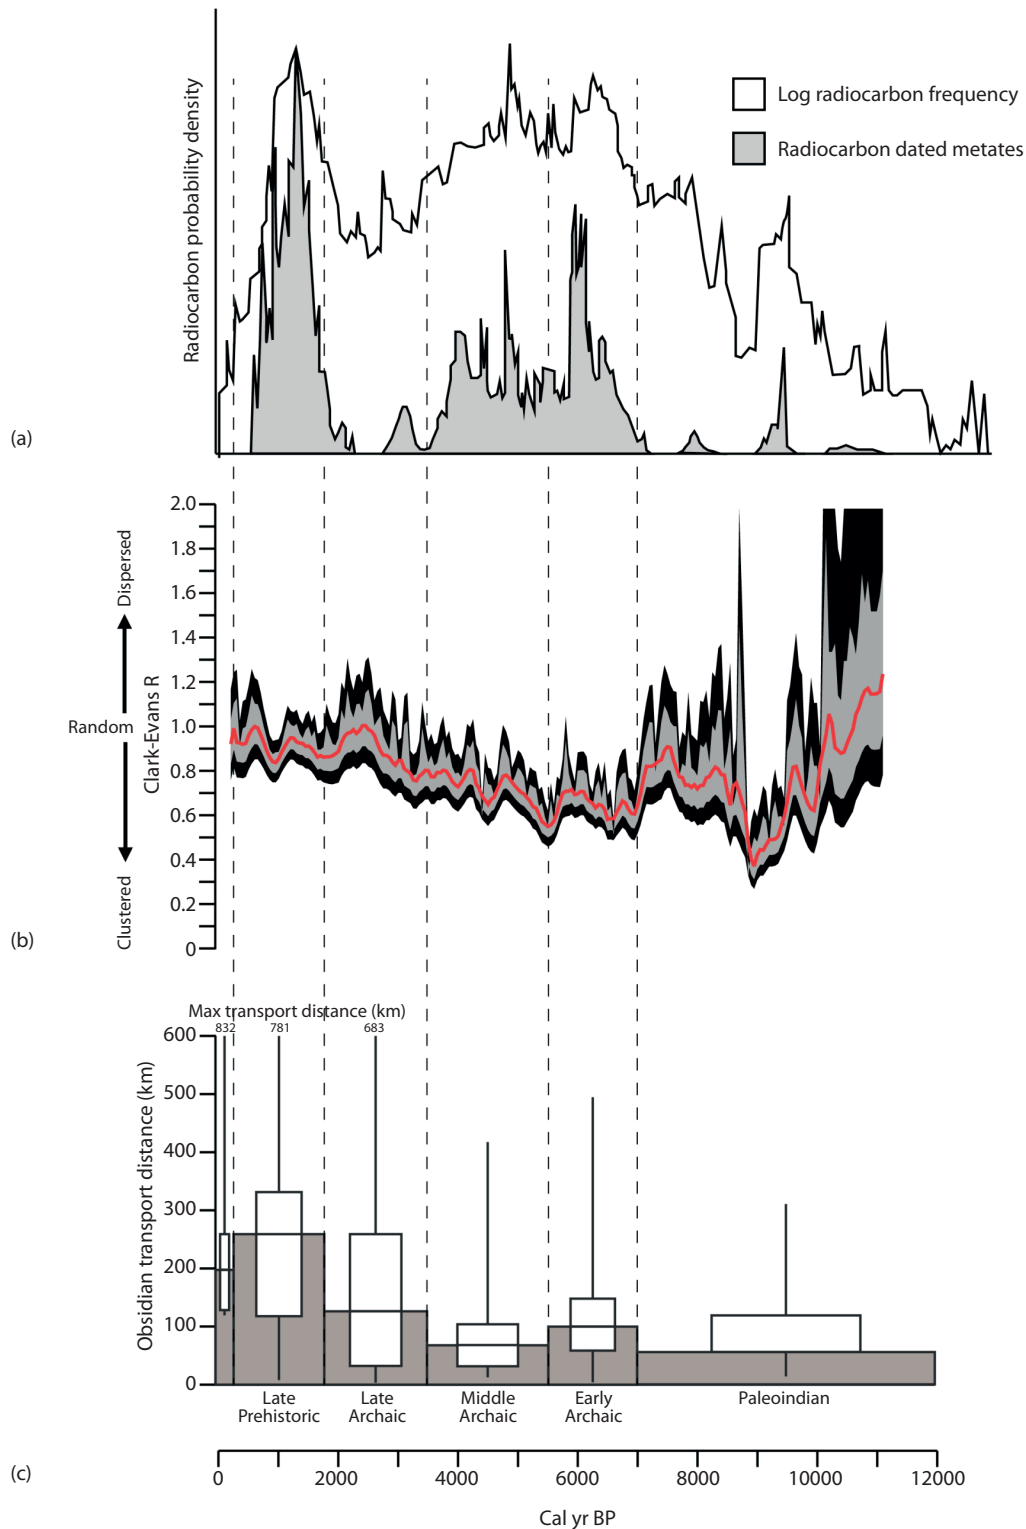 Radiocarbon probability density
Log radiocarbon frequency
Radiocarbon dated metates
(a)
2.0
1.8
1.6
1.4
1.2
1.0
0.8
0.6
0.4
0.2
0
Clark-Evans R
Dispersed
Random
Clustered
(b)
Max transport distance (km)
832
781
683
600
500
400
300
200
100
0
Obsidian transport distance (km)
Late
Prehistoric
Late
Archaic
Middle
Archaic
Early
Archaic
Paleoindian
(c)
0
2000
4000
6000
8000
10000
12000
Cal yr BP